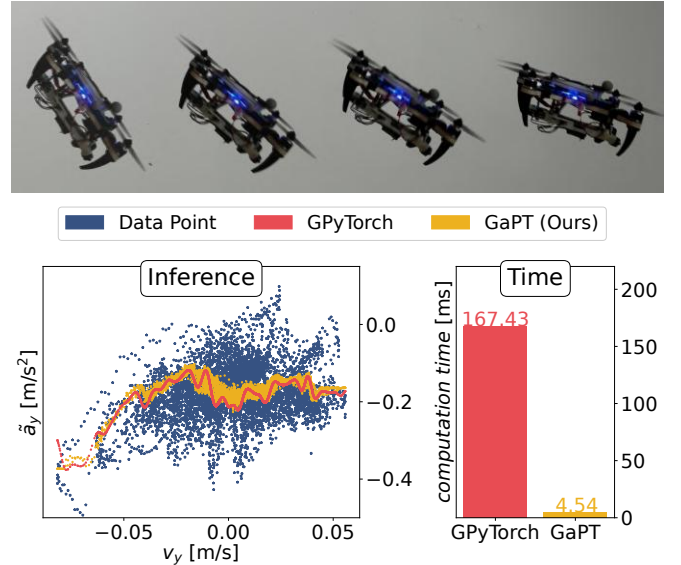 Data Point GPyTorch GaPT (Ours)
Inference
Time
ã_y [m/s²]
0.0
−0.2
−0.4
−0.05 0.00 0.05
v_y [m/s]
computation time [ms]
167.43
4.54
200
150
100
50
0
GPyTorch GaPT